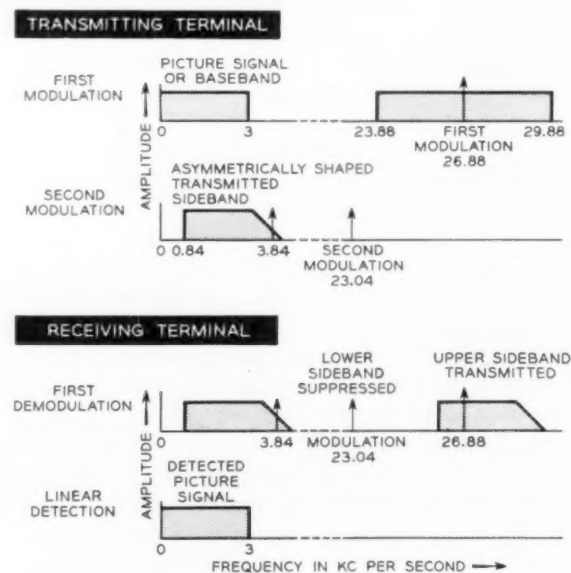 TRANSMITTING TERMINAL
FIRST MODULATION
AMPLITUDE
PICTURE SIGNAL
OR BASEBAND
0 3 23.88 FIRST MODULATION 26.88 29.88
SECOND MODULATION
ASYMMETRICALLY SHAPED
TRANSMITTED
SIDEBAND
0 0.84 3.84 SECOND MODULATION 23.04
RECEIVING TERMINAL
FIRST DEMODULATION
AMPLITUDE
LOWER
SIDEBAND
SUPPRESSED
UPPER SIDEBAND
TRANSMITTED
0 3.84 MODULATION 23.04 26.88
LINEAR DETECTION
DETECTED
PICTURE
SIGNAL
0 3
FREQUENCY IN KC PER SECOND